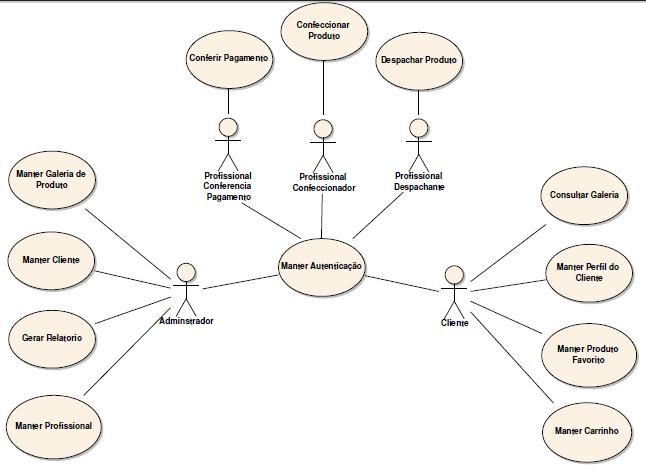 Confeccionar
Produto
Conferir Pagamento
Despachar Produto
Profissional
Conferencia
Pagamento
Profissional
Confeccionador
Profissional
Despachante
Manter Galeria de
Produto
Manter Cliente
Gerar Relatorio
Manter Profissional
Adminstrador
Manter Autenticação
Cliente
Consultar Galeria
Manter Perfil do
Cliente
Manter Produto
Favorito
Manter Carrinho